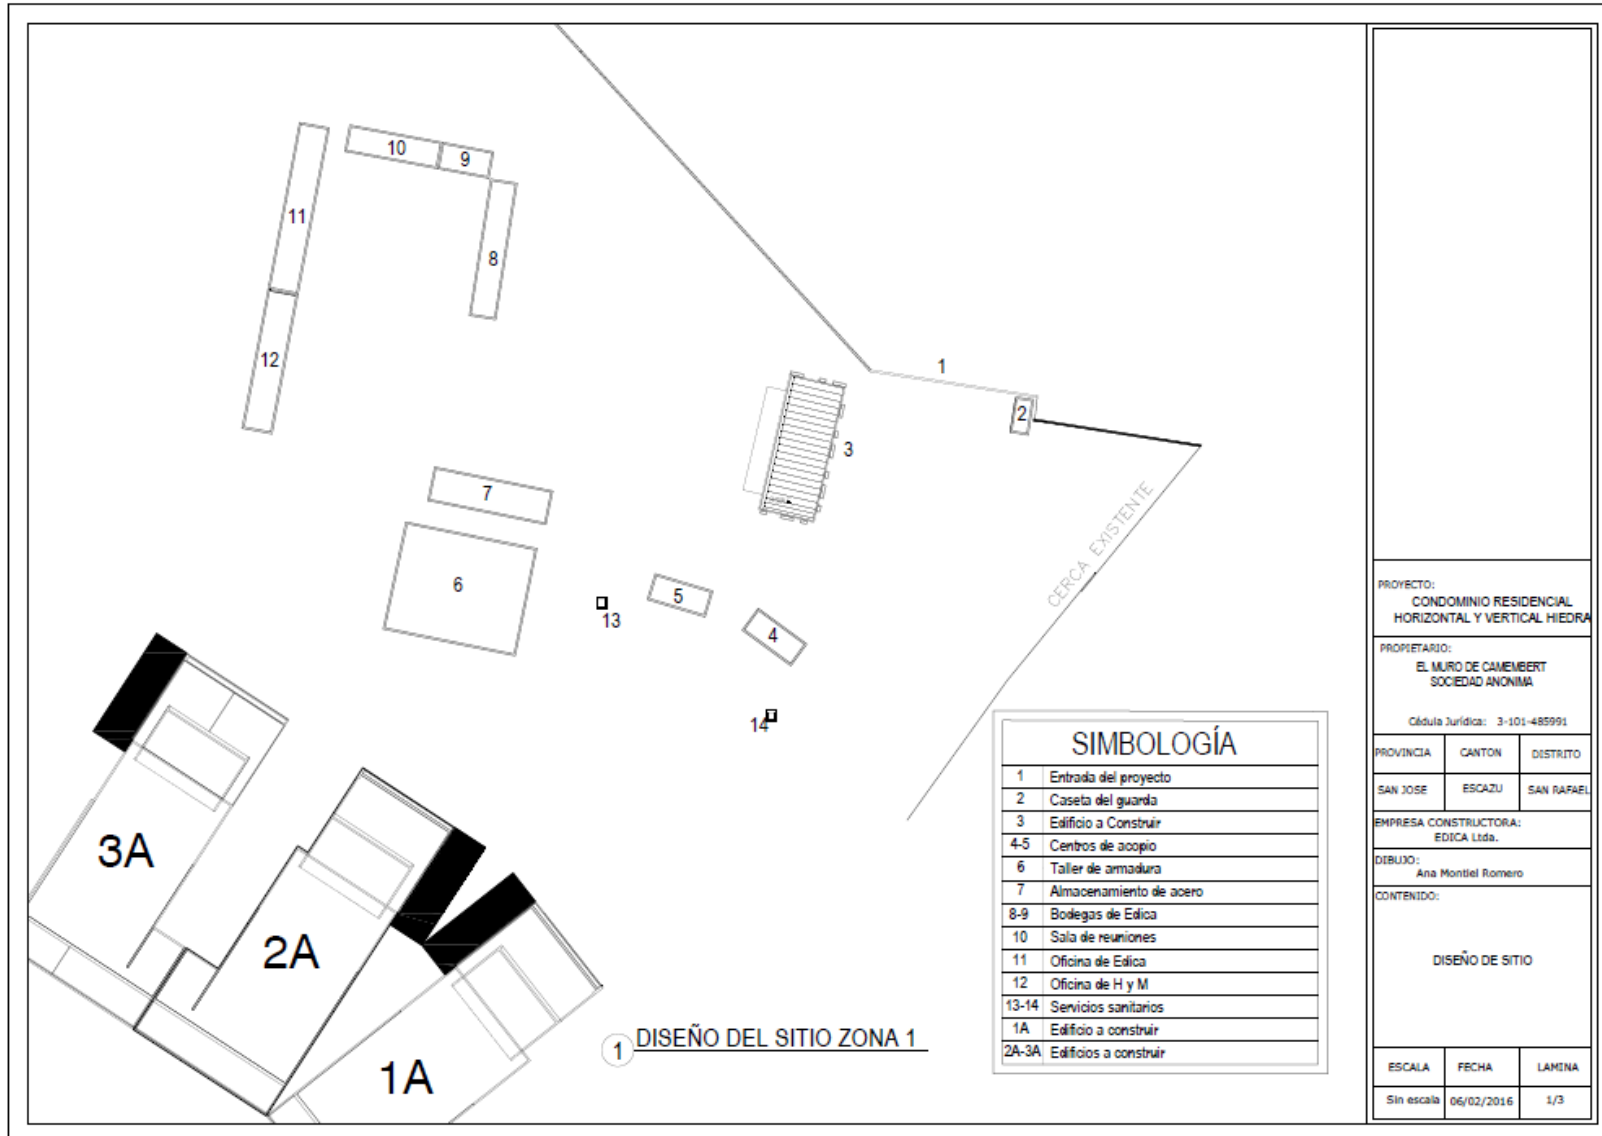 10
9
11
8
12
1
2
3
7
CERCA EXISTENTE
6
5
13
4
14
3A
2A
1A
1 DISEÑO DEL SITIO ZONA 1
SIMBOLOGÍA
1 Entrada del proyecto
2 Caseta del guarda
3 Edificio a Construir
4-5 Centros de acopio
6 Taller de armadura
7 Almacenamiento de acero
8-9 Bodegas de Edica
10 Sala de reuniones
11 Oficina de Edica
12 Oficina de H y M
13-14 Servicios sanitarios
1A Edificio a construir
2A-3A Edificios a construir
PROYECTO:
CONDOMINIO RESIDENCIAL
HORIZONTAL Y VERTICAL HIEDRA
PROPIETARIO:
EL MURO DE CAMEMBERT
SOCIEDAD ANONIMA
Cédula Jurídica: 3-101-485991
PROVINCIA CANTON DISTRITO
SAN JOSE ESCAZU SAN RAFAEL
EMPRESA CONSTRUCTORA:
EDICA Ltda.
DIBUJO:
Ana Montiel Romero
CONTENIDO:
DISEÑO DE SITIO
ESCALA FECHA LAMINA
Sin escala 06/02/2016 1/3